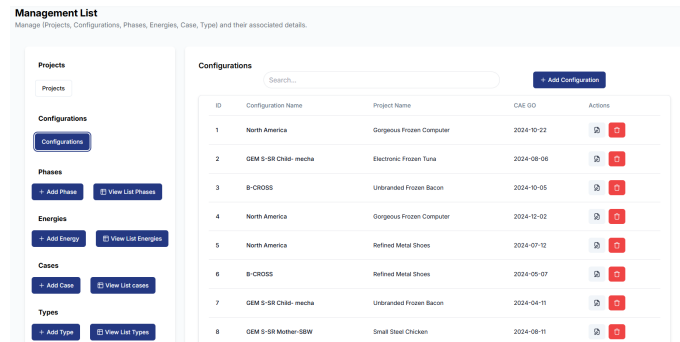 Management List
Manage (Projects, Configurations, Phases, Energies, Case, Type) and their associated details.
Projects
Projects
Configurations
Configurations
Phases
+ Add Phase View List Phases
Energies
+ Add Energy View List Energies
Cases
+ Add Case View List cases
Types
+ Add Type View List Types
Configurations
Search...
+ Add Configuration
ID Configuration Name Project Name CAE GO Actions
1 North America Gorgeous Frozen Computer 2024-10-22
2 GEM S-SR Child- mecha Electronic Frozen Tuna 2024-08-06
3 B-CROSS Unbranded Frozen Bacon 2024-10-05
4 North America Gorgeous Frozen Computer 2024-12-02
5 North America Refined Metal Shoes 2024-07-12
6 B-CROSS Refined Metal Shoes 2024-05-07
7 GEM S-SR Child- mecha Unbranded Frozen Bacon 2024-04-11
8 GEM S-SR Mother-SBW Small Steel Chicken 2024-08-11